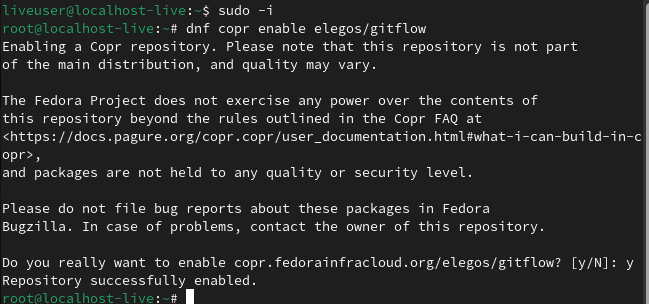 liveuser@localhost-live:~$ sudo -i
root@localhost-live:~# dnf copr enable elegos/gitflow
Enabling a Copr repository. Please note that this repository is not part
of the main distribution, and quality may vary.

The Fedora Project does not exercise any power over the contents of
this repository beyond the rules outlined in the Copr FAQ at
<https://docs.pagure.org/copr.copr/user_documentation.html#what-i-can-build-in-c
opr>,
and packages are not held to any quality or security level.

Please do not file bug reports about these packages in Fedora
Bugzilla. In case of problems, contact the owner of this repository.

Do you really want to enable copr.fedorainfracloud.org/elegos/gitflow? [y/N]: y
Repository successfully enabled.
root@localhost-live:~#